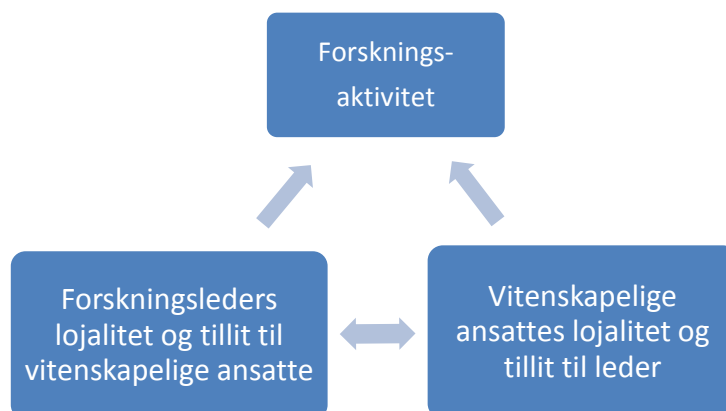 Forsknings-
aktivitet
Forskningsleders
lojalitet og tillit til
vitenskapelige ansatte
Vitenskapelige
ansattes lojalitet og
tillit til leder